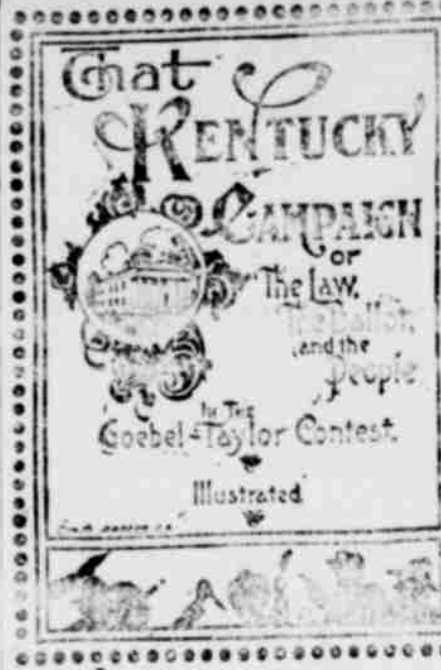 That
KENTUCKY
CAMPAIGN
or
The Law,
The Ballot,
and the
People
In The
Goebel-Taylor Contest.
Illustrated